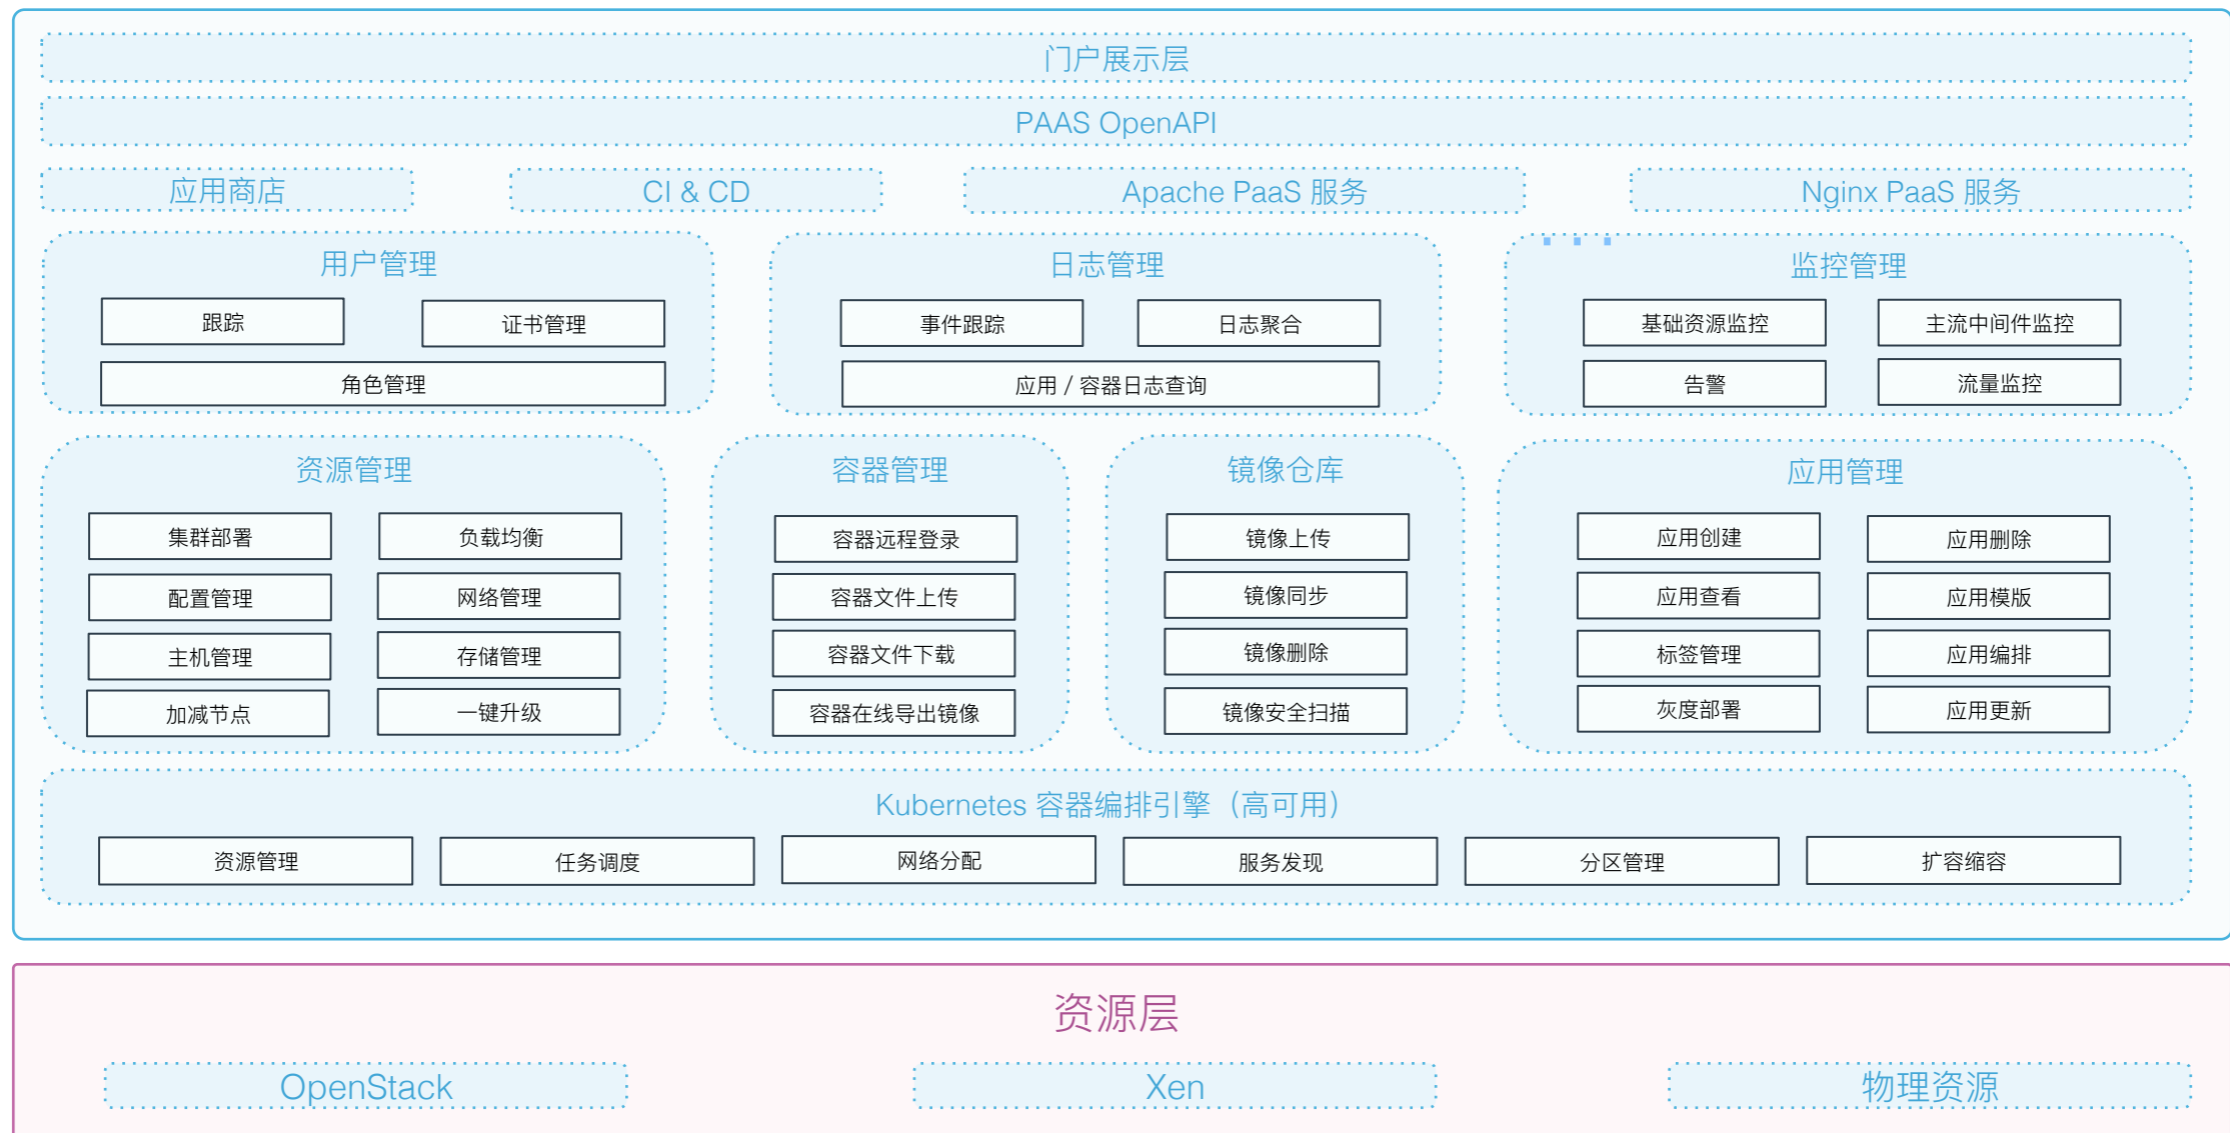 门户展示层
PAAS OpenAPI
应用商店
CI & CD
Apache PaaS 服务
Nginx PaaS 服务
...
用户管理
跟踪
证书管理
角色管理
日志管理
事件跟踪
日志聚合
应用 / 容器日志查询
监控管理
基础资源监控
主流中间件监控
告警
流量监控
资源管理
集群部署
负载均衡
配置管理
网络管理
主机管理
存储管理
加减节点
一键升级
容器管理
容器远程登录
容器文件上传
容器文件下载
容器在线导出镜像
镜像仓库
镜像上传
镜像同步
镜像删除
镜像安全扫描
应用管理
应用创建
应用删除
应用查看
应用模版
标签管理
应用编排
灰度部署
应用更新
Kubernetes 容器编排引擎（高可用）
资源管理
任务调度
网络分配
服务发现
分区管理
扩容缩容
资源层
OpenStack
Xen
物理资源